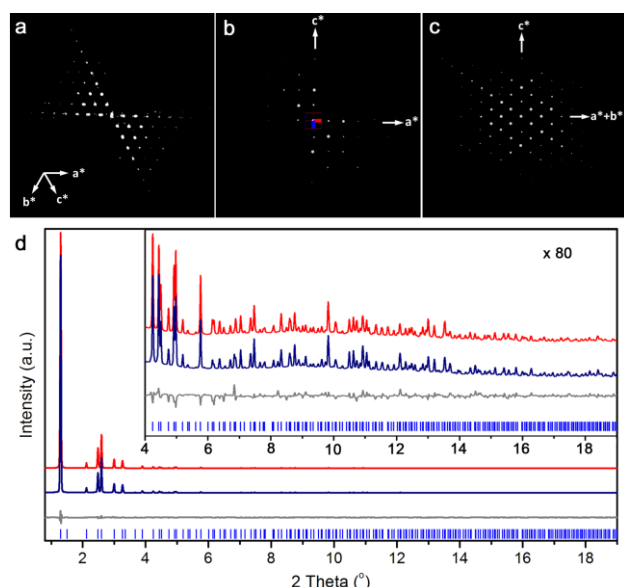 a
b
c
c*
c*
a*
a*+b*
a*
b*
c*
d
x 80
Intensity (a.u.)
4 6 8 10 12 14 16 18
2 4 6 8 10 12 14 16 18
2 Theta (°)